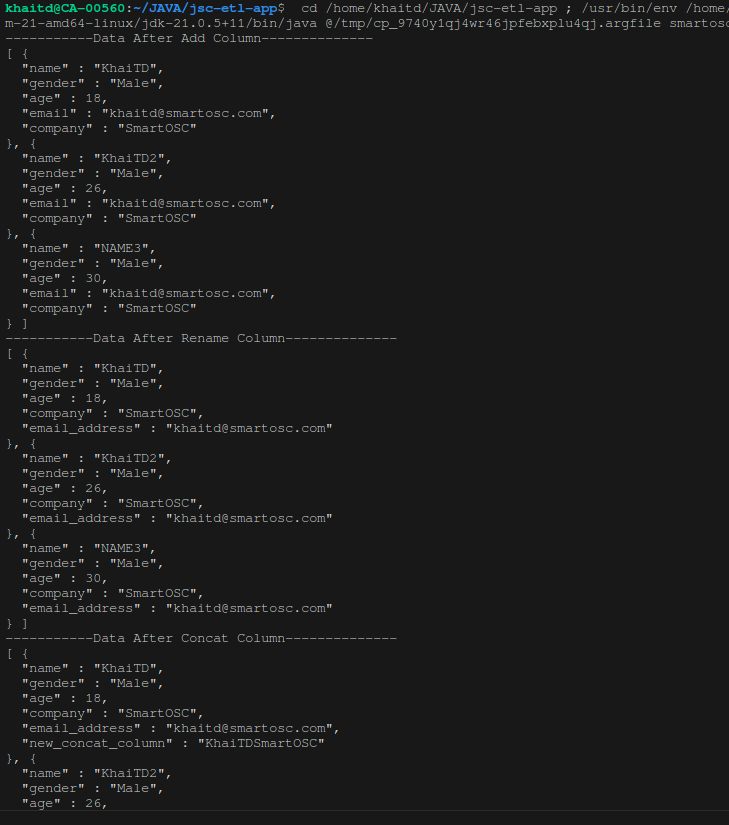 khaitd@CA-00560:~/JAVA/jsc-etl-app$  cd /home/khaitd/JAVA/jsc-etl-app ; /usr/bin/env /home/
m-21-amd64-linux/jdk-21.0.5+11/bin/java @/tmp/cp_9740y1qj4wr46jpfebxplu4qj.argfile smartosc
-----------Data After Add Column--------------
[ {
  "name" : "KhaiTD",
  "gender" : "Male",
  "age" : 18,
  "email" : "khaitd@smartosc.com",
  "company" : "SmartOSC"
}, {
  "name" : "KhaiTD2",
  "gender" : "Male",
  "age" : 26,
  "email" : "khaitd@smartosc.com",
  "company" : "SmartOSC"
}, {
  "name" : "NAME3",
  "gender" : "Male",
  "age" : 30,
  "email" : "khaitd@smartosc.com",
  "company" : "SmartOSC"
} ]
-----------Data After Rename Column--------------
[ {
  "name" : "KhaiTD",
  "gender" : "Male",
  "age" : 18,
  "company" : "SmartOSC",
  "email_address" : "khaitd@smartosc.com"
}, {
  "name" : "KhaiTD2",
  "gender" : "Male",
  "age" : 26,
  "company" : "SmartOSC",
  "email_address" : "khaitd@smartosc.com"
}, {
  "name" : "NAME3",
  "gender" : "Male",
  "age" : 30,
  "company" : "SmartOSC",
  "email_address" : "khaitd@smartosc.com"
} ]
-----------Data After Concat Column--------------
[ {
  "name" : "KhaiTD",
  "gender" : "Male",
  "age" : 18,
  "company" : "SmartOSC",
  "email_address" : "khaitd@smartosc.com",
  "new_concat_column" : "KhaiTDSmartOSC"
}, {
  "name" : "KhaiTD2",
  "gender" : "Male",
  "age" : 26,